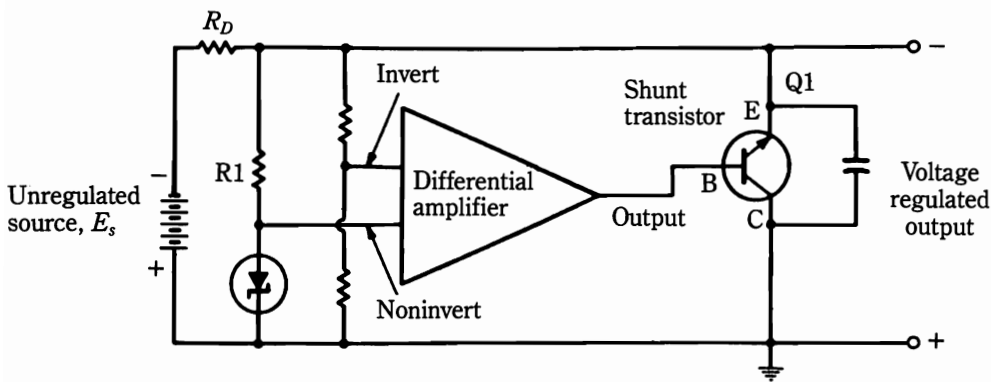 R_D
−
Invert
Shunt
transistor
Q1
E
R1
−
Unregulated
source, E_s
+
Differential
amplifier
B
Output
C
Voltage
regulated
output
Noninvert
+